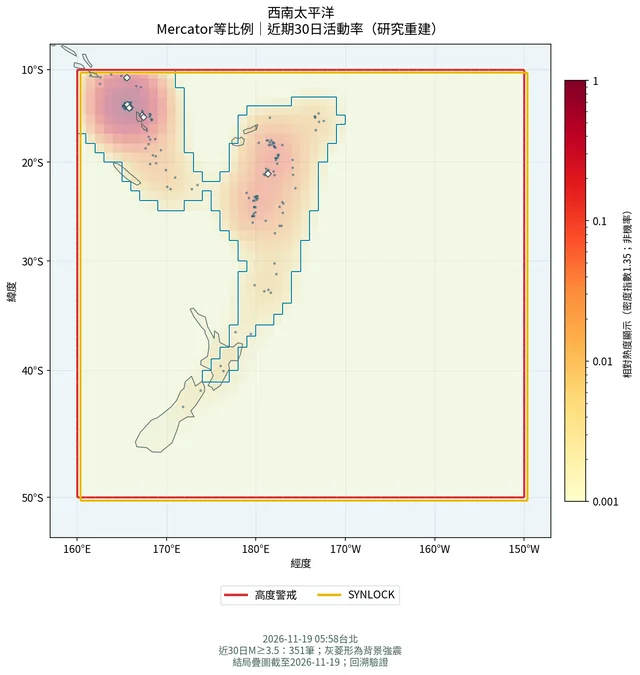 西南太平洋
Mercator等比例｜近期30日活動率（研究重建）
10°S
20°S
30°S
40°S
50°S
緯度
160°E
170°E
180°E
170°W
160°W
150°W
經度
1
0.1
0.01
0.001
相對熱度顯示（密度指數1.35；非機率）
高度警戒
SYNLOCK
2026-11-19 05:58台北
近30日M≥3.5：351筆；灰菱形為背景強震
結局疊圖截至2026-11-19；回溯驗證